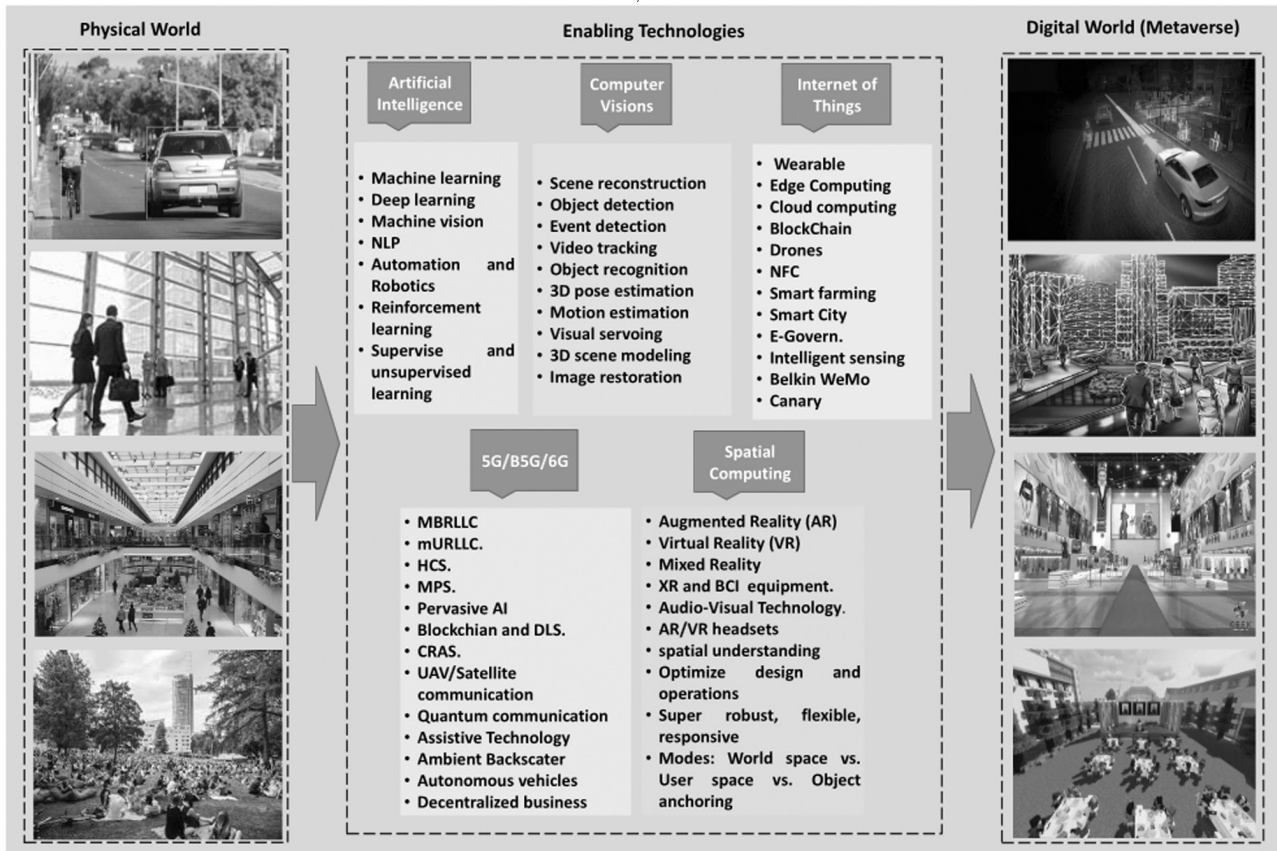 Physical World
Enabling Technologies
Digital World (Metaverse)
Artificial
Intelligence
• Machine learning
• Deep learning
• Machine vision
• NLP
• Automation and
Robotics
• Reinforcement
learning
• Supervise and
unsupervised
learning
Computer
Visions
• Scene reconstruction
• Object detection
• Event detection
• Video tracking
• Object recognition
• 3D pose estimation
• Motion estimation
• Visual servoing
• 3D scene modeling
• Image restoration
Internet of
Things
• Wearable
• Edge Computing
• Cloud computing
• BlockChain
• Drones
• NFC
• Smart farming
• Smart City
• E-Govern.
• Intelligent sensing
• Belkin WeMo
• Canary
5G/B5G/6G
• MBRLLC
• mURLLC.
• HCS.
• MPS.
• Pervasive AI
• Blockchian and DLS.
• CRAS.
• UAV/Satellite
communication
• Quantum communication
• Assistive Technology
• Ambient Backscater
• Autonomous vehicles
• Decentralized business
Spatial
Computing
• Augmented Reality (AR)
• Virtual Reality (VR)
• Mixed Reality
• XR and BCI equipment.
• Audio-Visual Technology.
• AR/VR headsets
• spatial understanding
• Optimize design and
operations
• Super robust, flexible,
responsive
• Modes: World space vs.
User space vs. Object
anchoring
CEEK